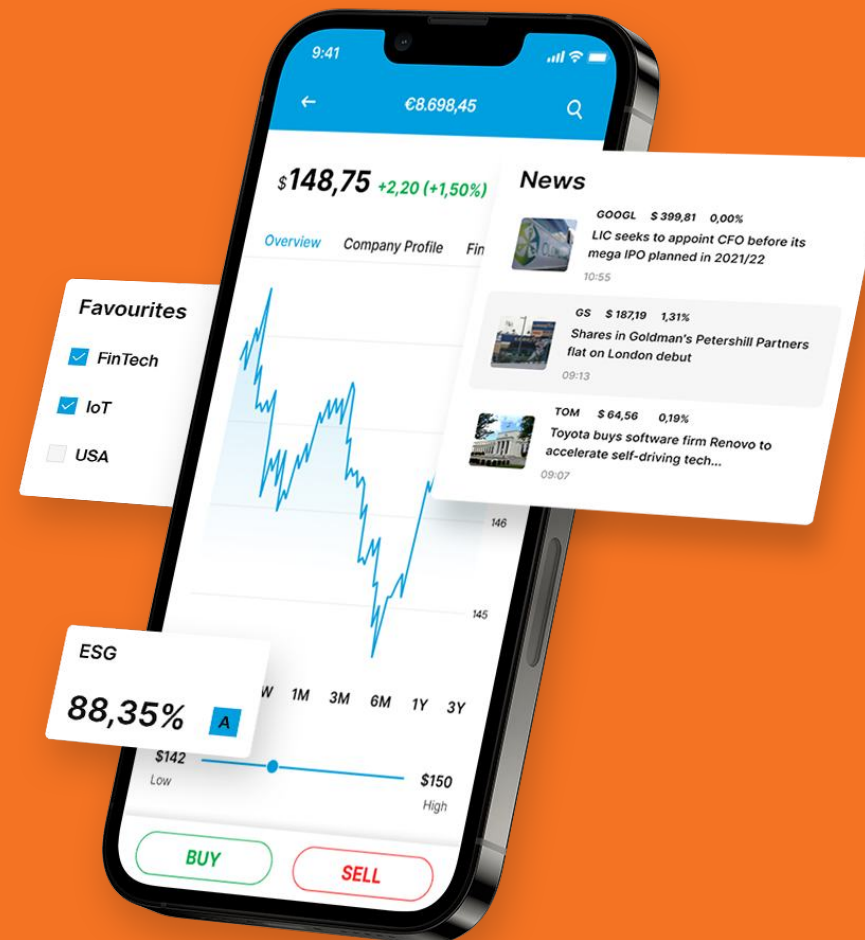 9:41
€8.698,45
$148,75 +2,20 (+1,50%)
Overview Company Profile Fin
146
145
W 1M 3M 6M 1Y 3Y
$142
Low
$150
High
BUY
SELL
News
GOOGL $ 399,81 0,00%
LIC seeks to appoint CFO before its
mega IPO planned in 2021/22
10:55
GS $ 187,19 1,31%
Shares in Goldman's Petershill Partners
flat on London debut
09:13
TOM $ 64,56 0,19%
Toyota buys software firm Renovo to
accelerate self-driving tech...
09:07
Favourites
FinTech
IoT
USA
ESG
88,35% A